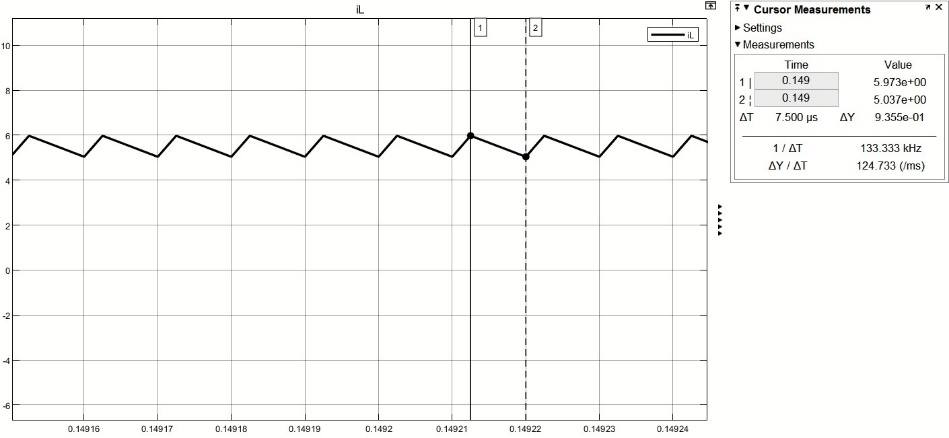 iL
iL
1
2
10
8
6
4
2
0
-2
-4
-6
0.14916
0.14917
0.14918
0.14919
0.1492
0.14921
0.14922
0.14923
0.14924
Cursor Measurements
Settings
Measurements
Time Value
1 | 0.149 5.973e+00
2 ¦ 0.149 5.037e+00
ΔT 7.500 µs ΔY 9.355e-01
1 / ΔT 133.333 kHz
ΔY / ΔT 124.733 (/ms)